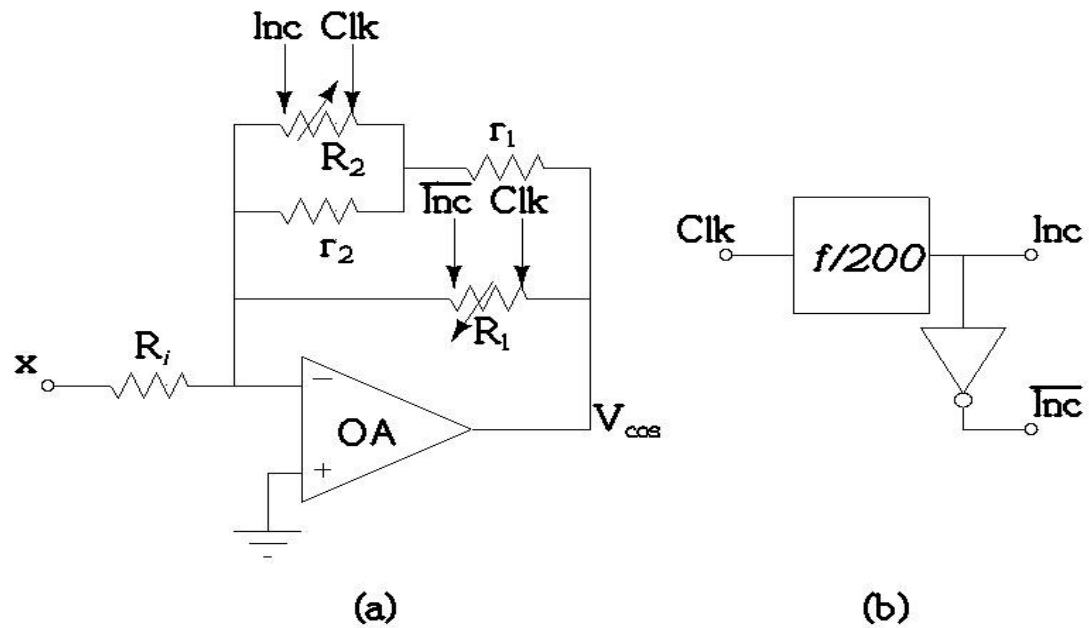 Inc Clk
R2
r1
Inc Clk
r2
R1
x
Ri
−
OA
+
Vcos
(a)
Clk
f/200
Inc
Inc
(b)